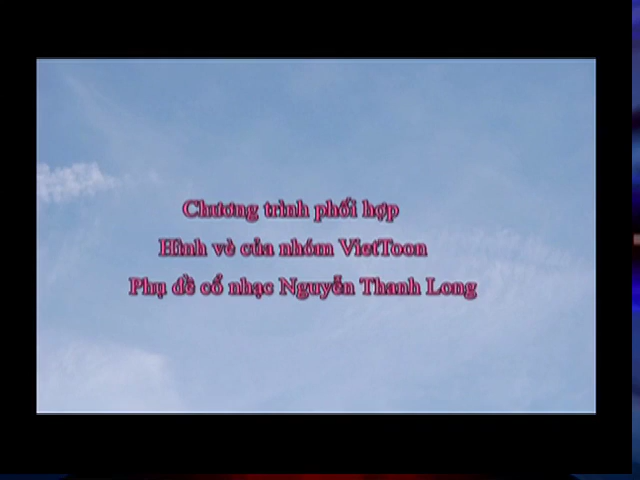 Chương trình phối hợp
Hình vẽ của nhóm VietToon
Phụ đề cổ nhạc Nguyễn Thanh Long